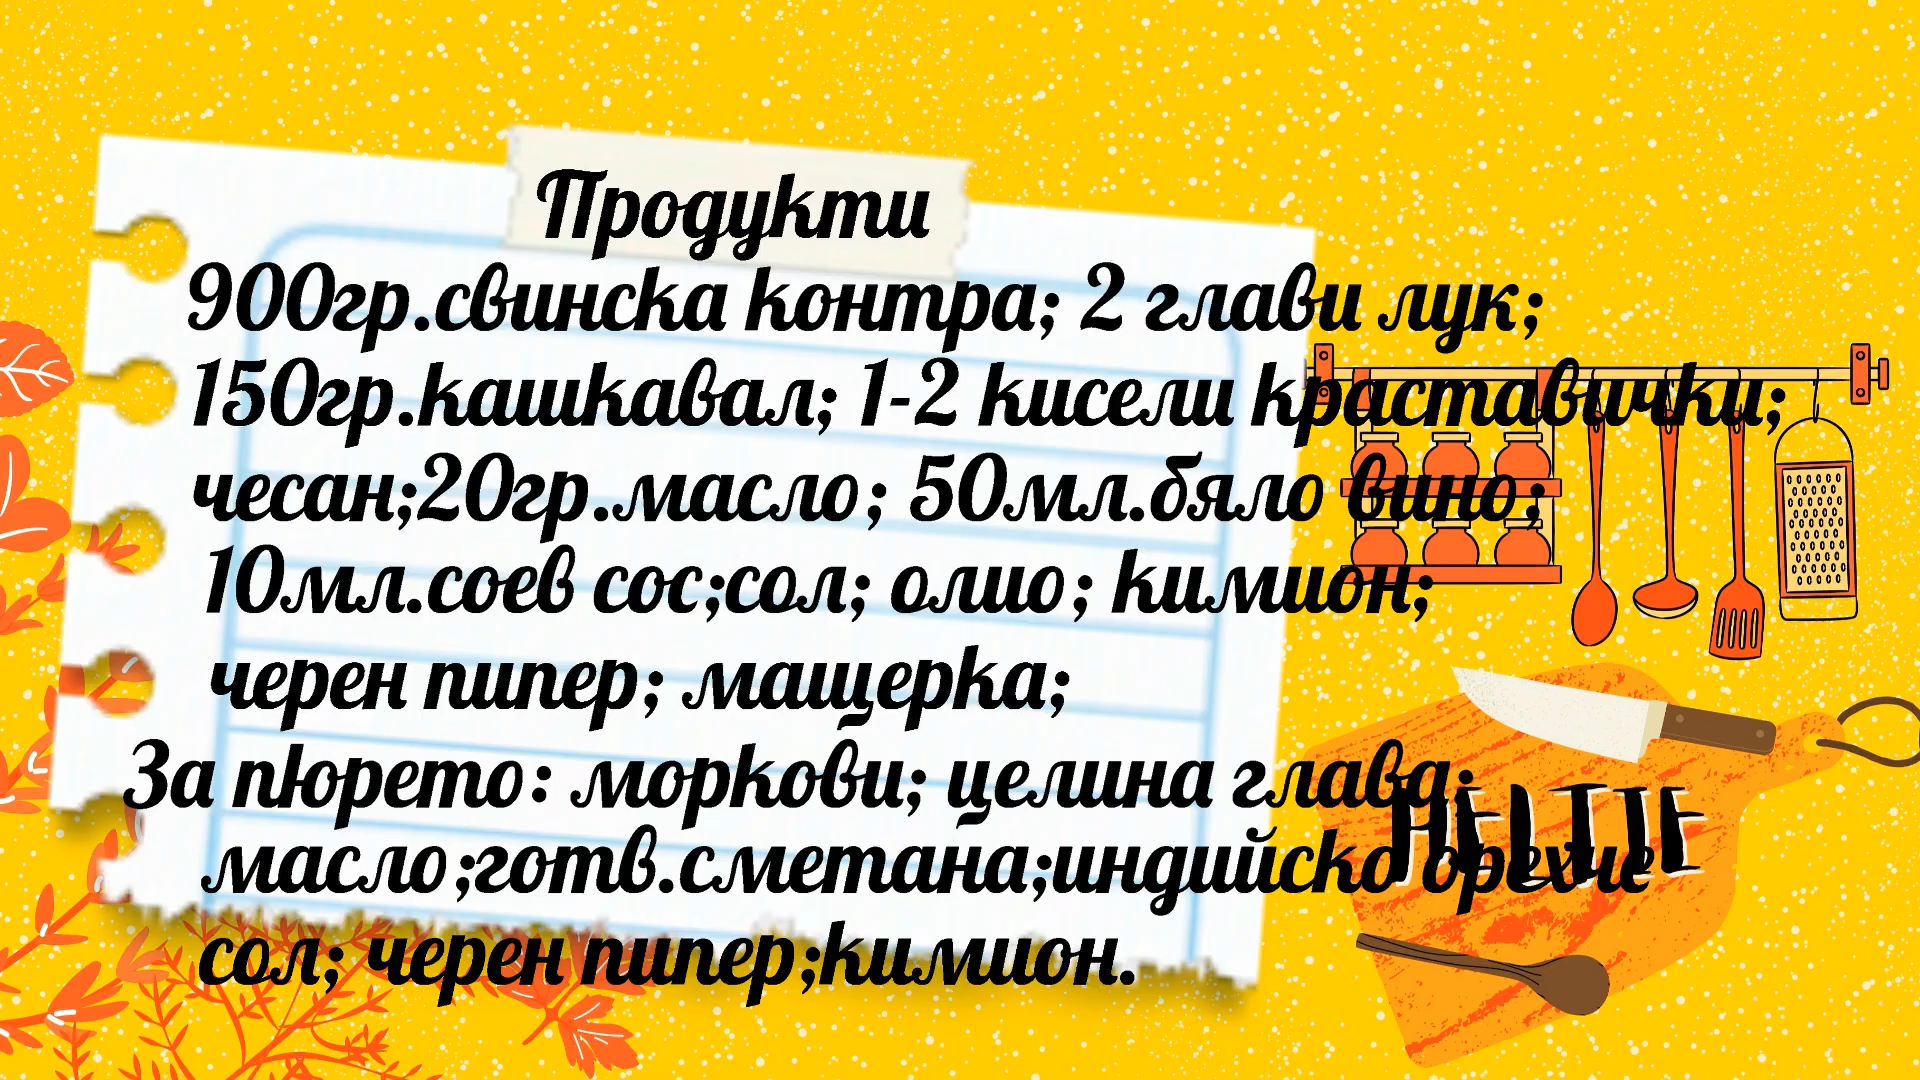 Продукти
900гр.свинска контра; 2 глави лук;
150гр.кашкавал; 1-2 кисели краставички;
чесан;20гр.масло; 50мл.бяло вино;
10мл.соев сос;сол; олио; кимион;
черен пипер; мащерка;
За пюрето: моркови; целина глава;
масло;готв.сметана;индийско орехче
сол; черен пипер;кимион.